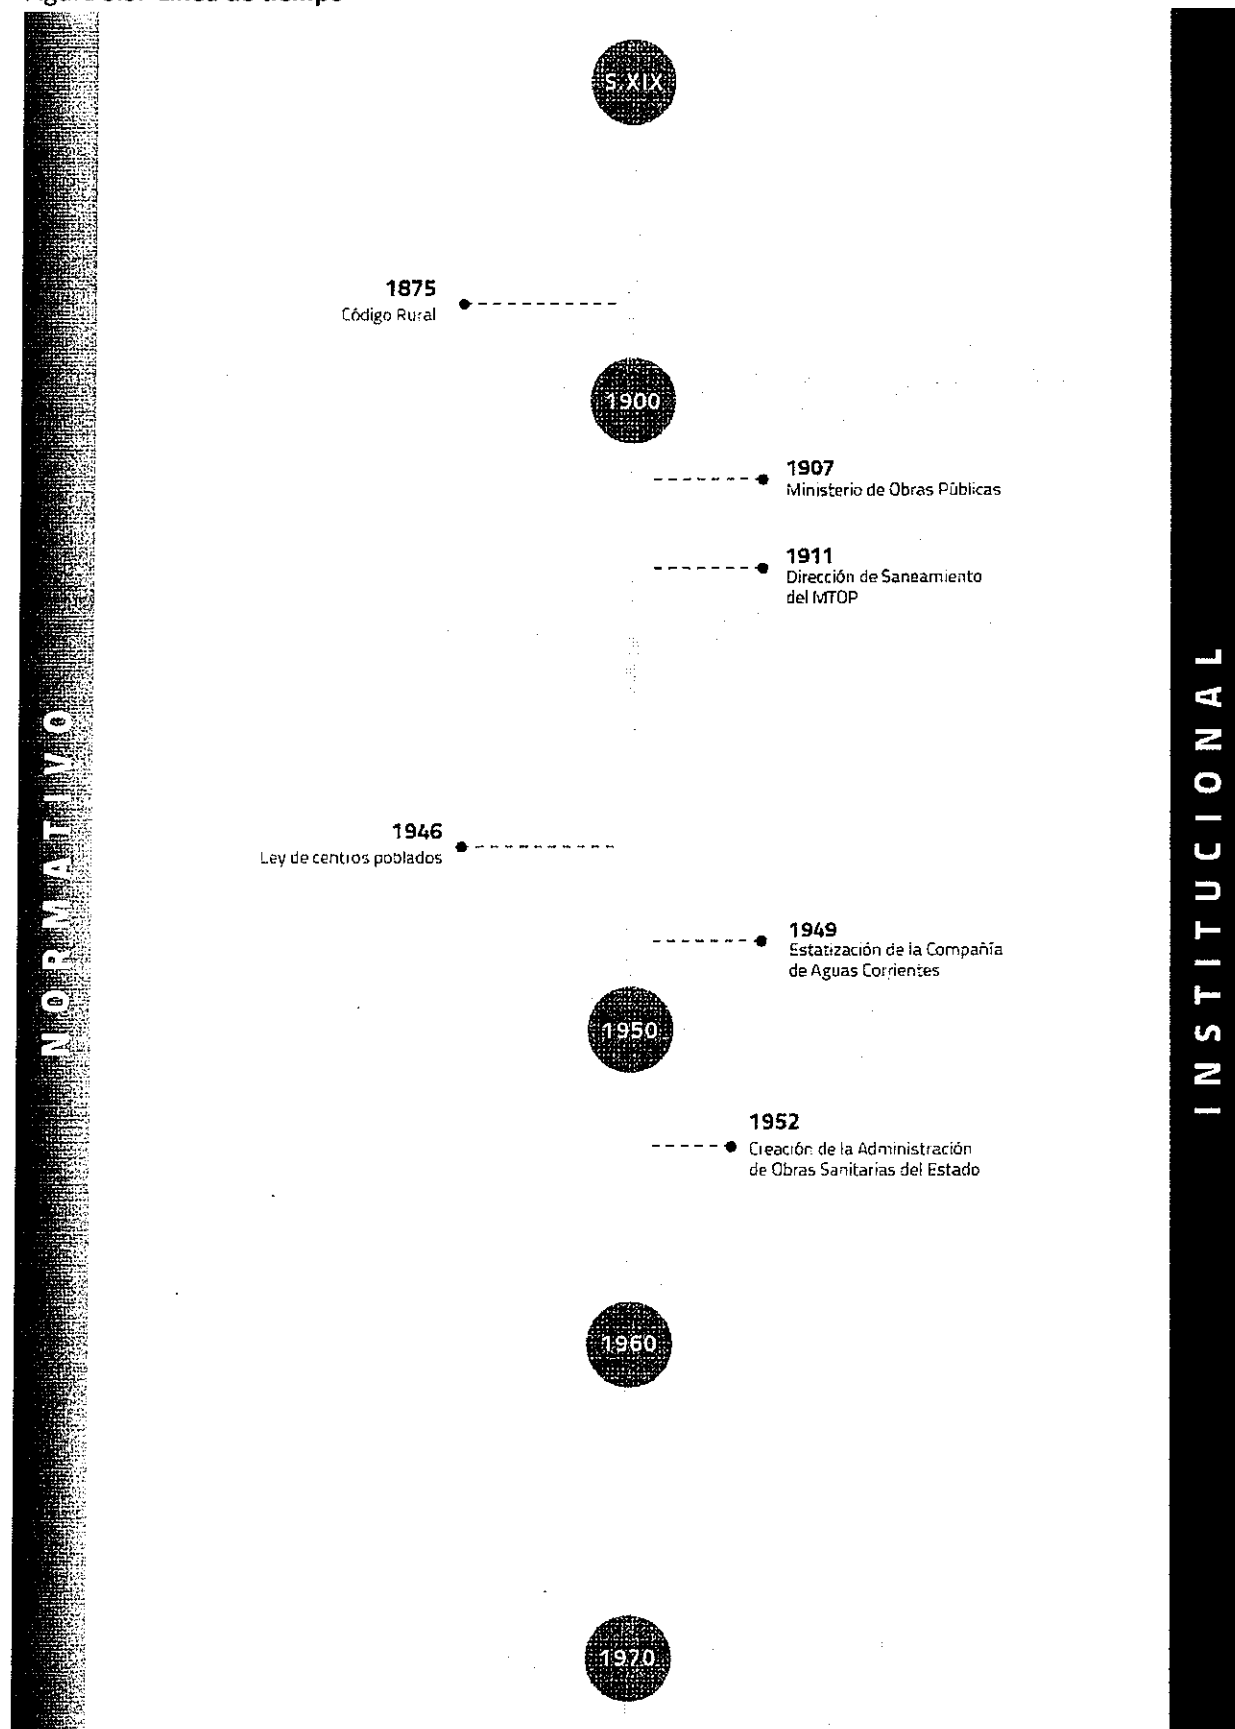 S.XIX
1875
Código Rural
1900
1907
Ministerio de Obras Públicas
1911
Dirección de Saneamiento
del MTOP
1946
Ley de centros poblados
1949
Estatización de la Compañía
de Aguas Corrientes
1950
1952
Creación de la Administración
de Obras Sanitarias del Estado
1960
1970
NORMATIVO
INSTITUCIONAL